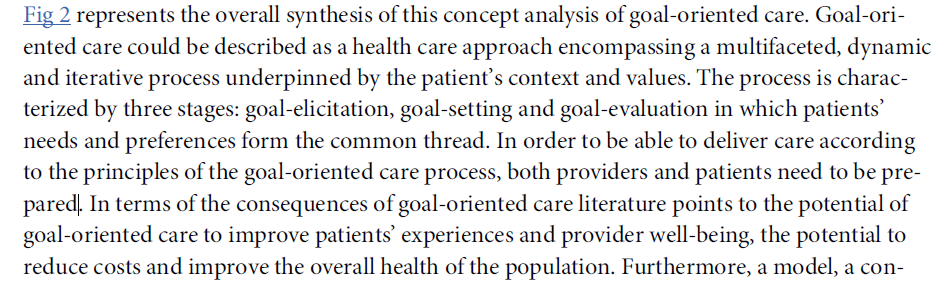 Fig 2 represents the overall synthesis of this concept analysis of goal-oriented care. Goal-ori-
ented care could be described as a health care approach encompassing a multifaceted, dynamic
and iterative process underpinned by the patient's context and values. The process is charac-
terized by three stages: goal-elicitation, goal-setting and goal-evaluation in which patients'
needs and preferences form the common thread. In order to be able to deliver care according
to the principles of the goal-oriented care process, both providers and patients need to be pre-
pared. In terms of the consequences of goal-oriented care literature points to the potential of
goal-oriented care to improve patients' experiences and provider well-being, the potential to
reduce costs and improve the overall health of the population. Furthermore, a model, a con-